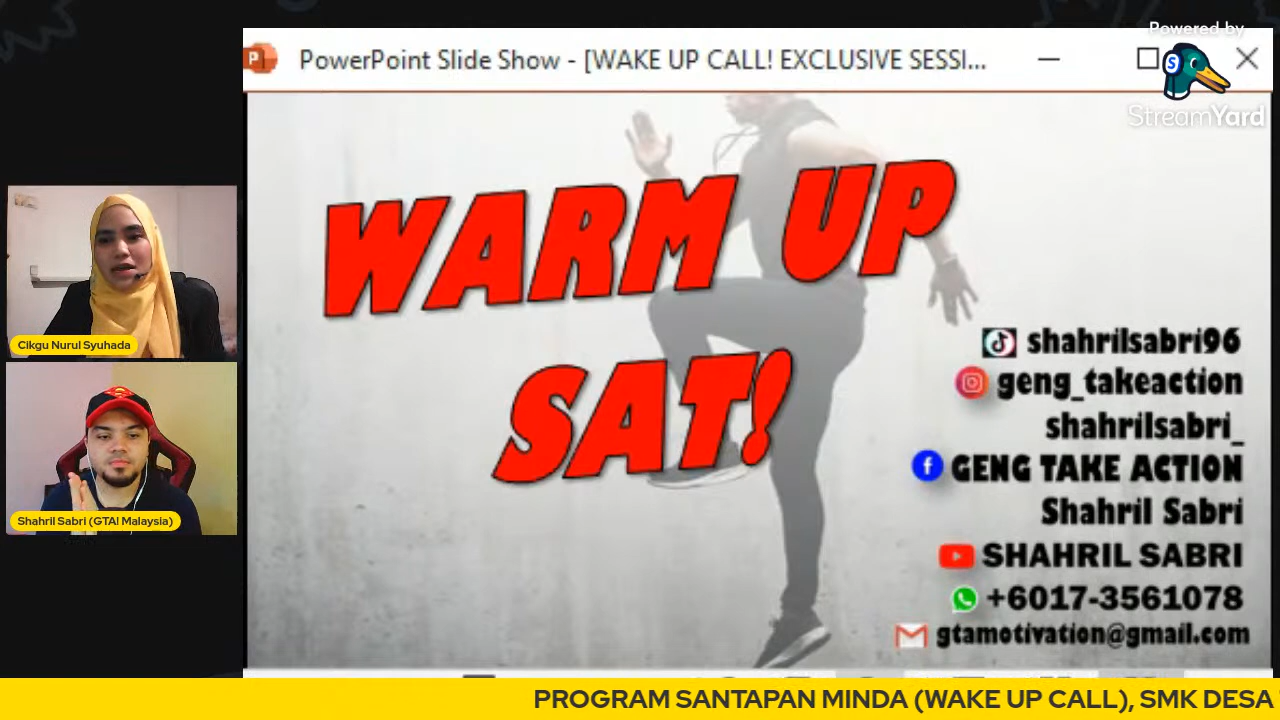 Powered by
StreamYard
PowerPoint Slide Show - [WAKE UP CALL! EXCLUSIVE SESSI...
WARM UP
SAT!
shahrilsabri96
geng_takeaction
shahrilsabri_
GENG TAKE ACTION
Shahril Sabri
SHAHRIL SABRI
+6017-3561078
gtamotivation@gmail.com
Cikgu Nurul Syuhada
Shahril Sabri (GTA! Malaysia)
PROGRAM SANTAPAN MINDA (WAKE UP CALL), SMK DESA